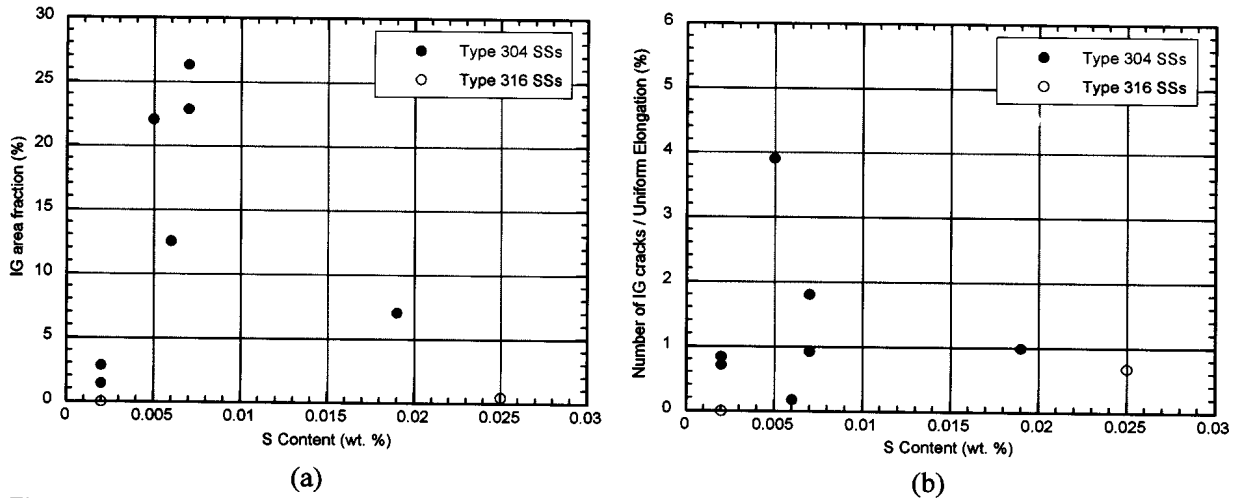 30
25
20
15
10
5
0
IG area fraction (%)
Type 304 SSs
Type 316 SSs
0
0.005
0.01
0.015
0.02
0.025
0.03
S Content (wt. %)
(a)
6
5
4
3
2
1
0
Number of IG cracks / Uniform Elongation (%)
Type 304 SSs
Type 316 SSs
0
0.005
0.01
0.015
0.02
0.025
0.03
S Content (wt. %)
(b)